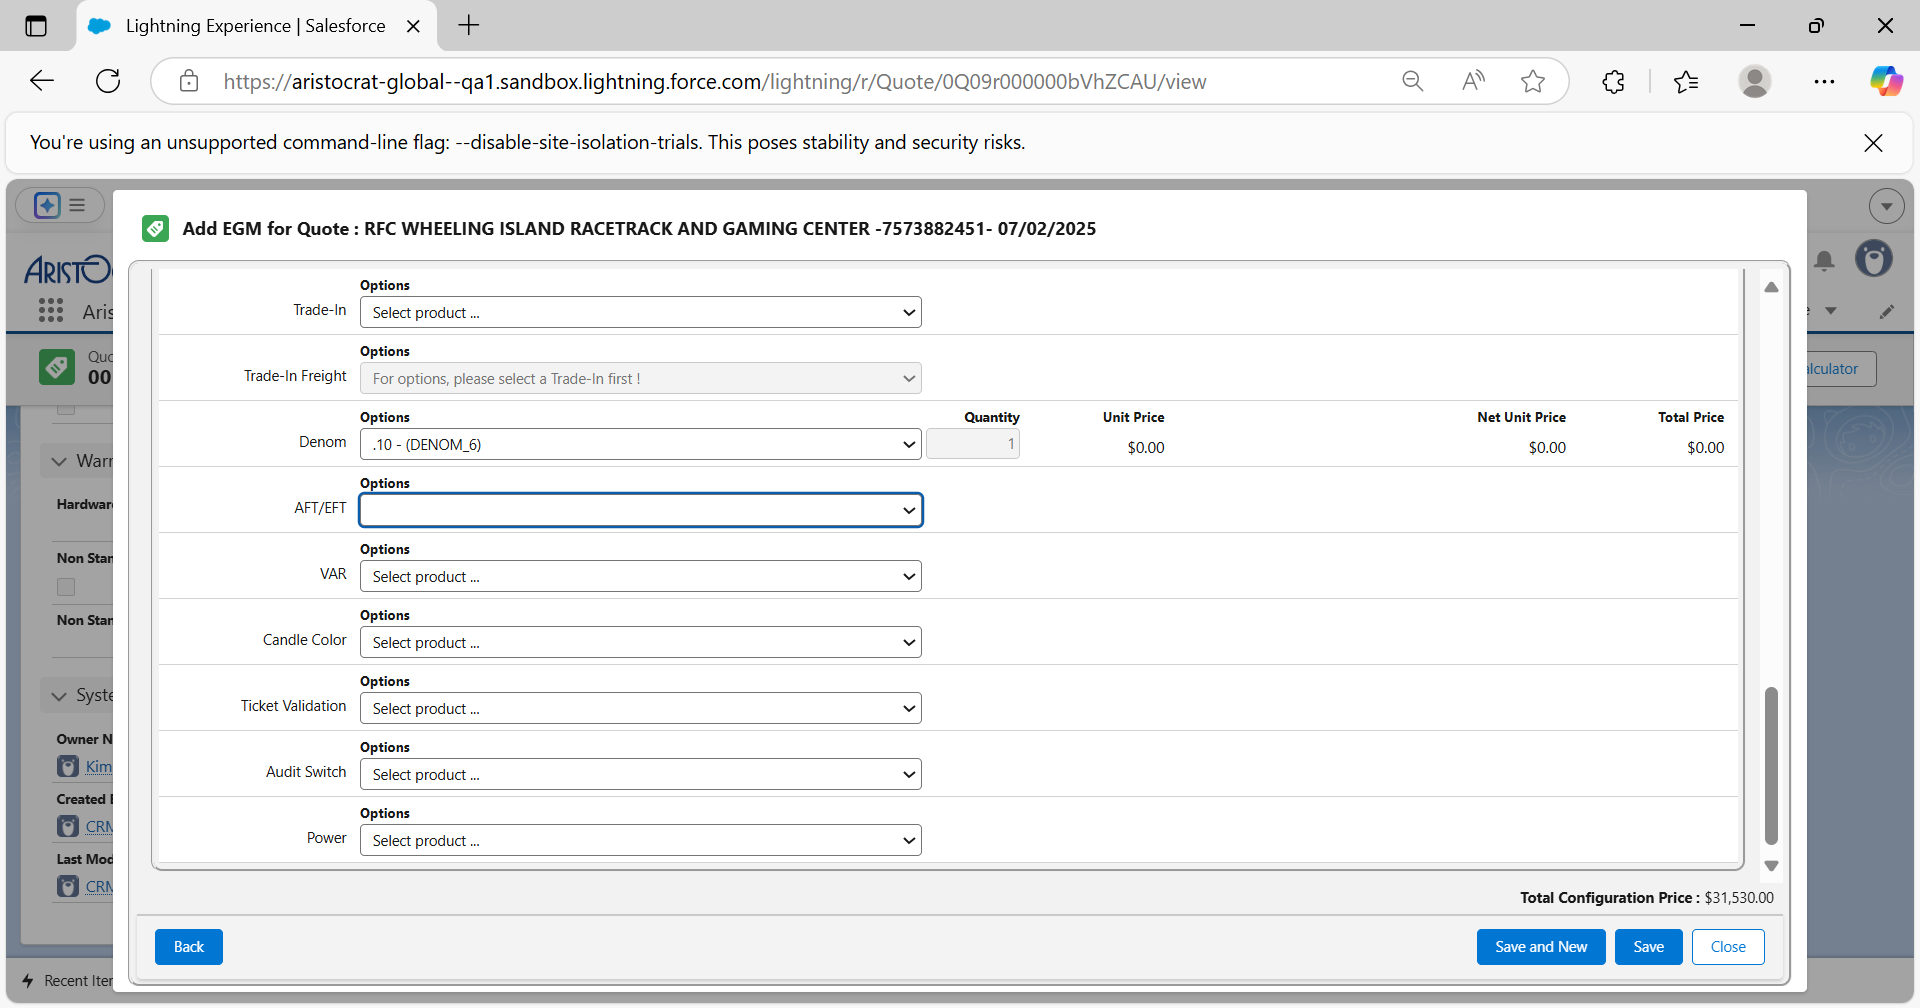 Lightning Experience | Salesforce
https://aristocrat-global--qa1.sandbox.lightning.force.com/lightning/r/Quote/0Q09r000000bVhZCAU/view
You're using an unsupported command-line flag: --disable-site-isolation-trials. This poses stability and security risks.
Add EGM for Quote : RFC WHEELING ISLAND RACETRACK AND GAMING CENTER -7573882451- 07/02/2025
Options
Trade-In Select product ...
Options
Trade-In Freight For options, please select a Trade-In first !
Options Quantity Unit Price Net Unit Price Total Price
Denom .10 - (DENOM_6) 1 $0.00 $0.00 $0.00
Options
AFT/EFT
Options
VAR Select product ...
Options
Candle Color Select product ...
Options
Ticket Validation Select product ...
Options
Audit Switch Select product ...
Options
Power Select product ...
Total Configuration Price : $31,530.00
Back Save and New Save Close
ARISTOC
Aris
Quo
00
alculator
Warr
Hardwar
Non Stan
Non Stan
Syste
Owner N
Kim
Created B
CRM
Last Mod
CRM
Recent Iter